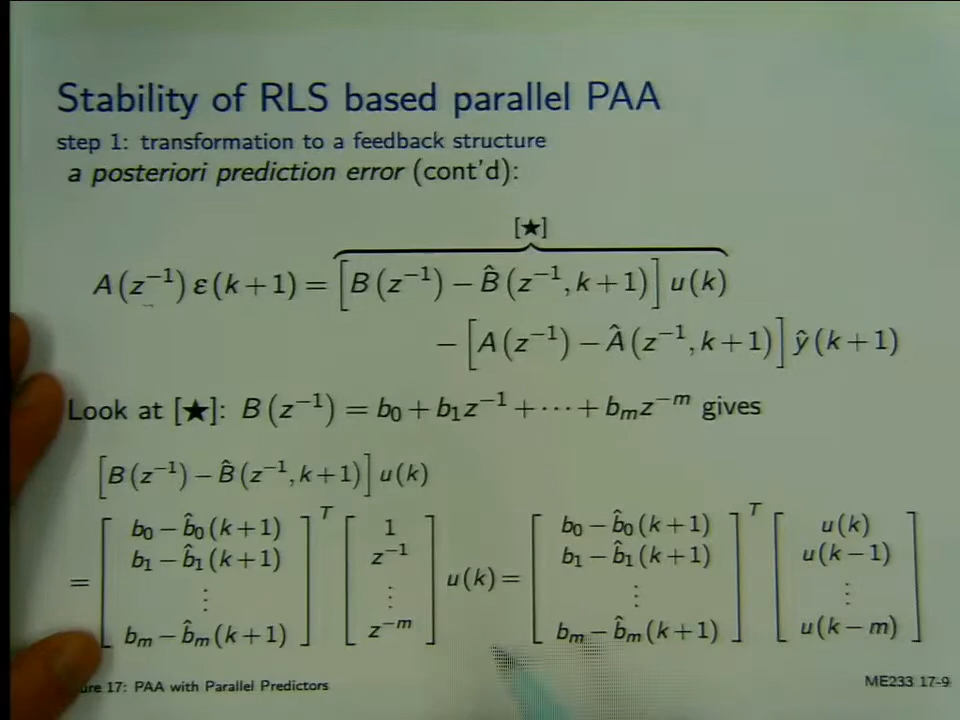 Stability of RLS based parallel PAA
step 1: transformation to a feedback structure
a posteriori prediction error (cont'd):
[★]
A(z⁻¹) ε(k+1) = [B(z⁻¹) − B̂(z⁻¹, k+1)] u(k)
− [A(z⁻¹) − Â(z⁻¹, k+1)] ŷ(k+1)
Look at [★]: B(z⁻¹) = b₀ + b₁z⁻¹ + ⋯ + bₘz⁻ᵐ gives
[B(z⁻¹) − B̂(z⁻¹, k+1)] u(k)
= [b₀ − b̂₀(k+1) b₁ − b̂₁(k+1) ⋮ bₘ − b̂ₘ(k+1)]ᵀ [1 z⁻¹ ⋮ z⁻ᵐ] u(k) = [b₀ − b̂₀(k+1) b₁ − b̂₁(k+1) ⋮ bₘ − b̂ₘ(k+1)]ᵀ [u(k) u(k−1) ⋮ u(k−m)]
17: PAA with Parallel Predictors
ME233 17-9